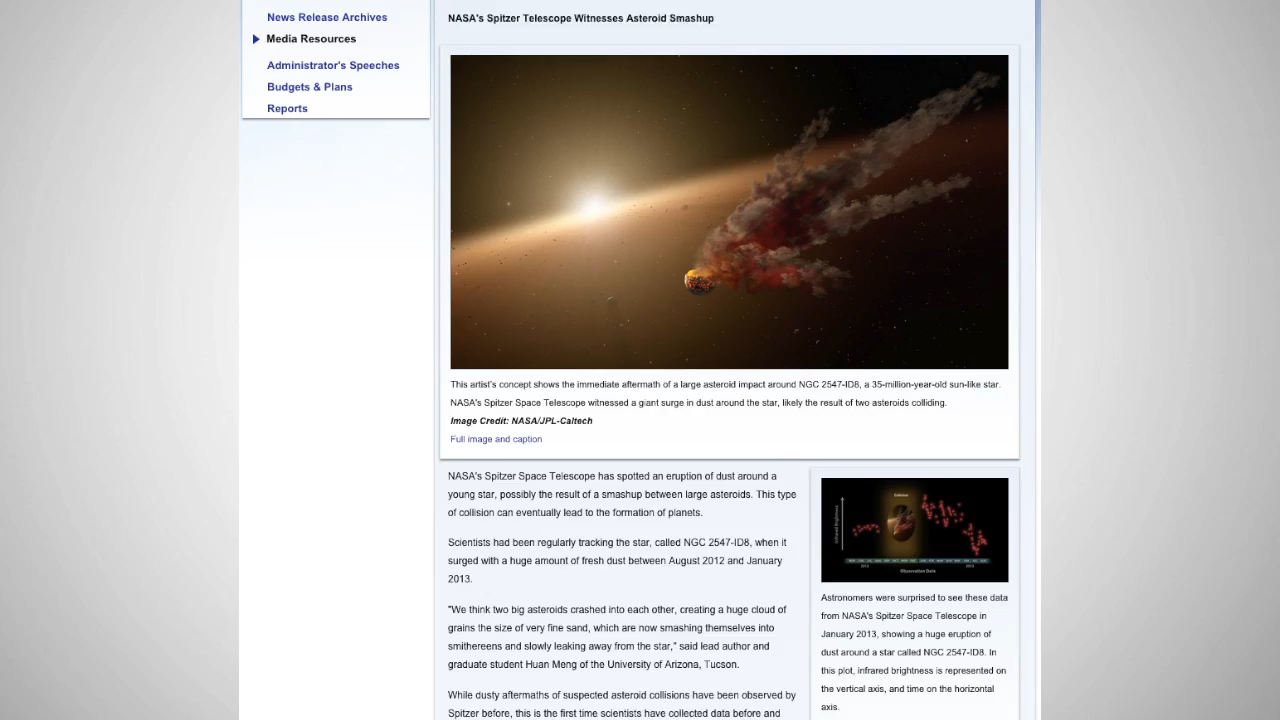 News Release Archives
Media Resources
Administrator's Speeches
Budgets & Plans
Reports
NASA's Spitzer Telescope Witnesses Asteroid Smashup
This artist's concept shows the immediate aftermath of a large asteroid impact around NGC 2547-ID8, a 35-million-year-old sun-like star.
NASA's Spitzer Space Telescope witnessed a giant surge in dust around the star, likely the result of two asteroids colliding.
Image Credit: NASA/JPL-Caltech
Full image and caption
NASA's Spitzer Space Telescope has spotted an eruption of dust around a
young star, possibly the result of a smashup between large asteroids. This type
of collision can eventually lead to the formation of planets.
Scientists had been regularly tracking the star, called NGC 2547-ID8, when it
surged with a huge amount of fresh dust between August 2012 and January
2013.
"We think two big asteroids crashed into each other, creating a huge cloud of
grains the size of very fine sand, which are now smashing themselves into
smithereens and slowly leaking away from the star," said lead author and
graduate student Huan Meng of the University of Arizona, Tucson.
While dusty aftermaths of suspected asteroid collisions have been observed by
Spitzer before, this is the first time scientists have collected data before and
Collision
Infrared Brightness
2012
2013
Observation Date
Astronomers were surprised to see these data
from NASA's Spitzer Space Telescope in
January 2013, showing a huge eruption of
dust around a star called NGC 2547-ID8. In
this plot, infrared brightness is represented on
the vertical axis, and time on the horizontal
axis.